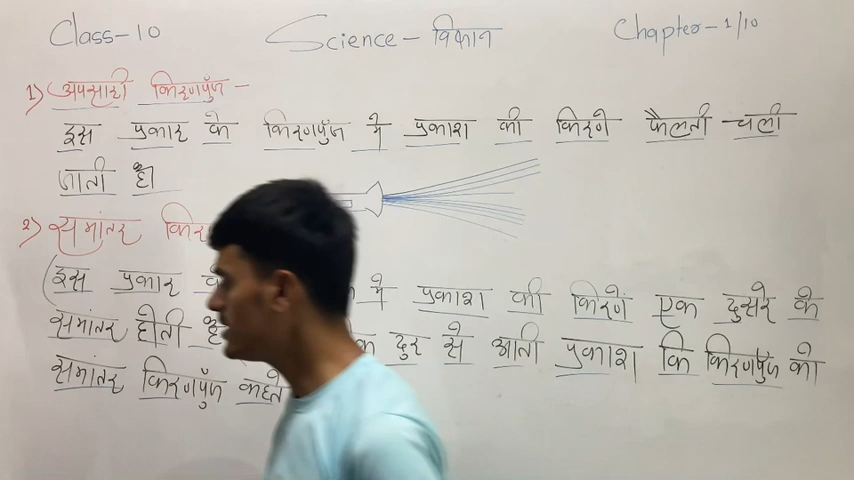 Class-10 Science - विज्ञान Chapter-1/10
1) अपसारी किरणपुँज -
इस प्रकार के किरणपुँज मे प्रकाश की किरणे फैलती चली
जाती है।
2) समांतर
इस प्रकार मे प्रकाश की किरणें एक दुसरे के
समांतर होती है दुर से आती प्रकाश कि किरणपुँज को
समांतर किरणपुँज कहते